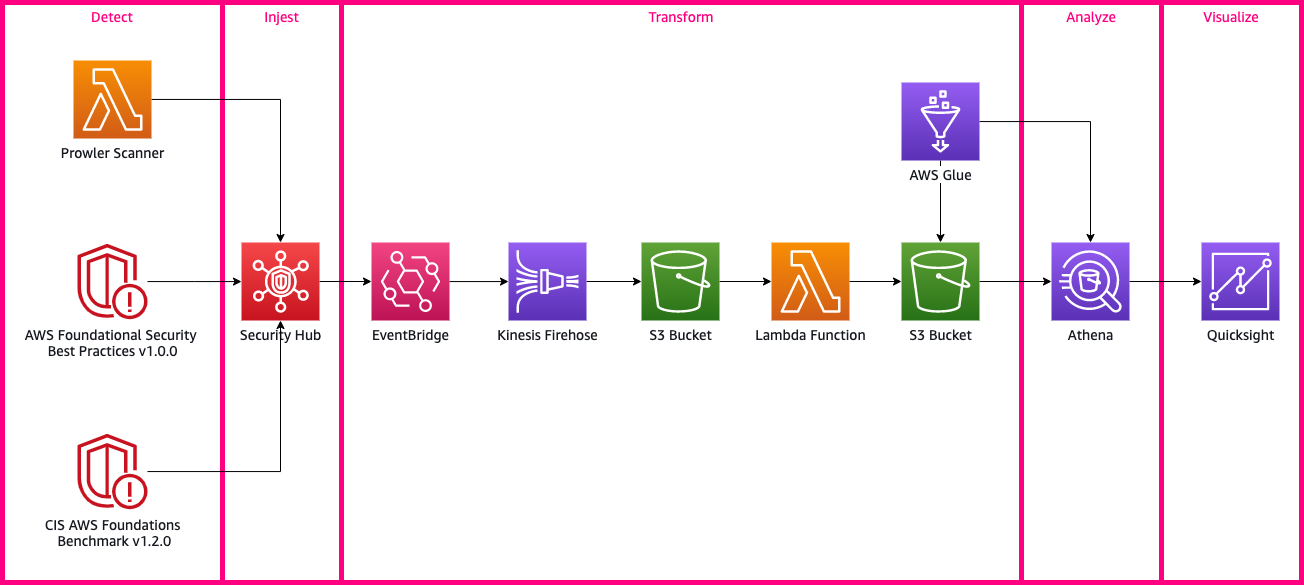 Detect
Injest
Transform
Analyze
Visualize
Prowler Scanner
AWS Glue
AWS Foundational Security
Best Practices v1.0.0
Security Hub
EventBridge
Kinesis Firehose
S3 Bucket
Lambda Function
S3 Bucket
Athena
Quicksight
CIS AWS Foundations
Benchmark v1.2.0